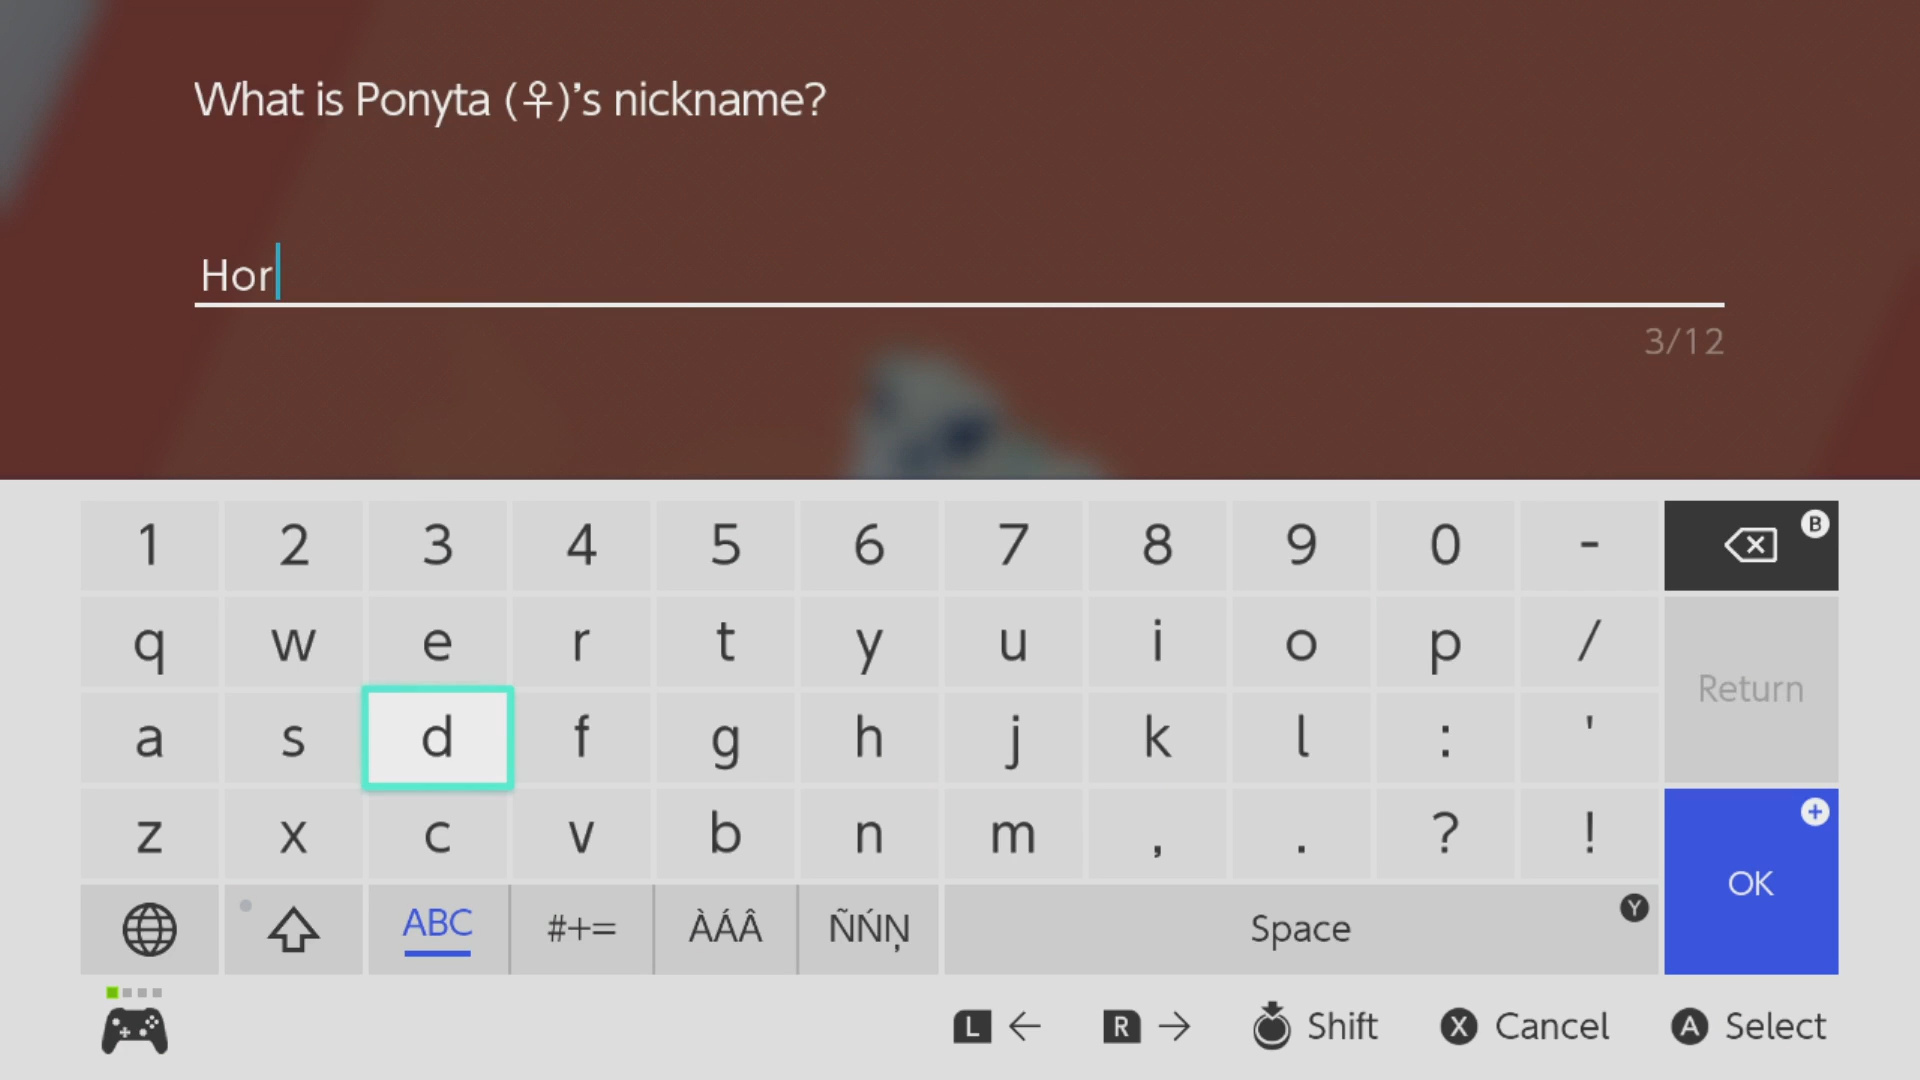 What is Ponyta (♀)'s nickname?
Hor
3/12
1 2 3 4 5 6 7 8 9 0 - B
q w e r t y u i o p / Return
a s d f g h j k l : '
z x c v b n m , . ? ! + OK
ABC #+= ÀÁÂ ÑŃŅ Space Y
L ← R → Shift X Cancel A Select